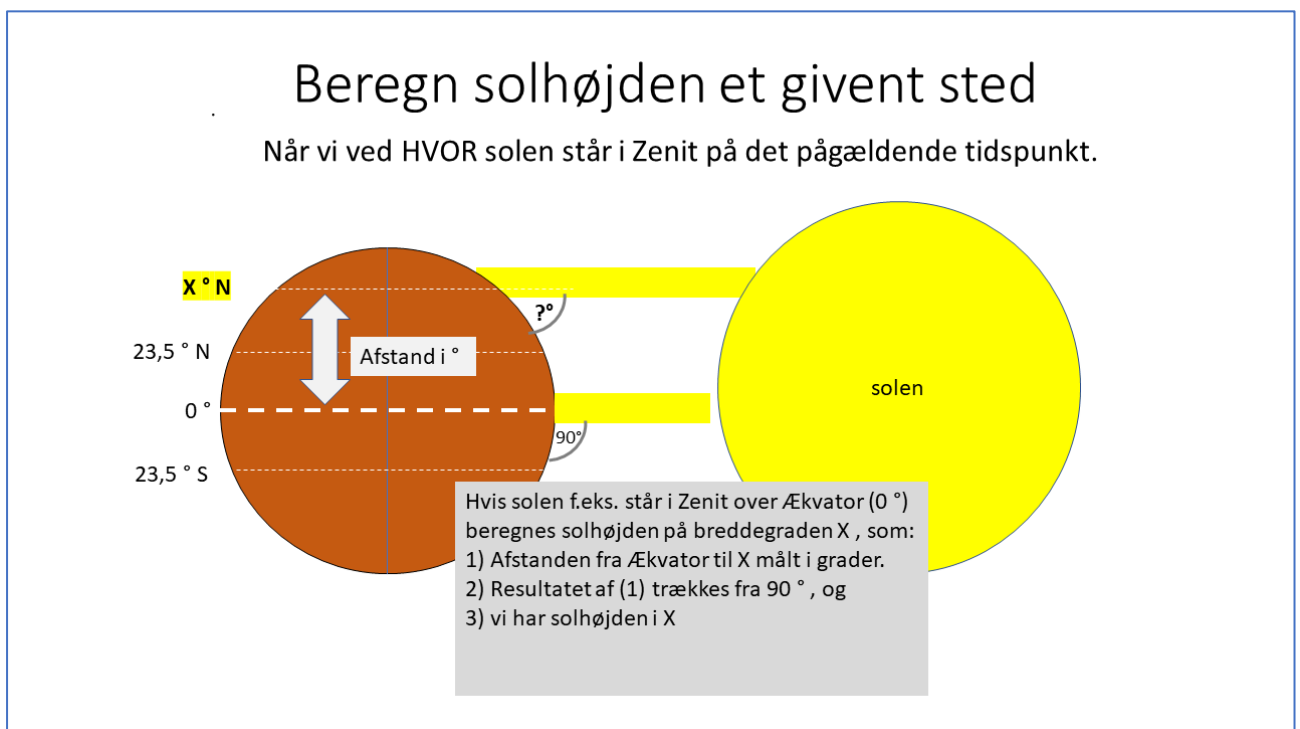 Beregn solhøjden et givent sted
.
Når vi ved HVOR solen står i Zenit på det pågældende tidspunkt.
X ° N
?°
23,5 ° N
Afstand i °
solen
0 °
90°
23,5 ° S
Hvis solen f.eks. står i Zenit over Ækvator (0 °)
beregnes solhøjden på breddegraden X , som:
1) Afstanden fra Ækvator til X målt i grader.
2) Resultatet af (1) trækkes fra 90 ° , og
3) vi har solhøjden i X